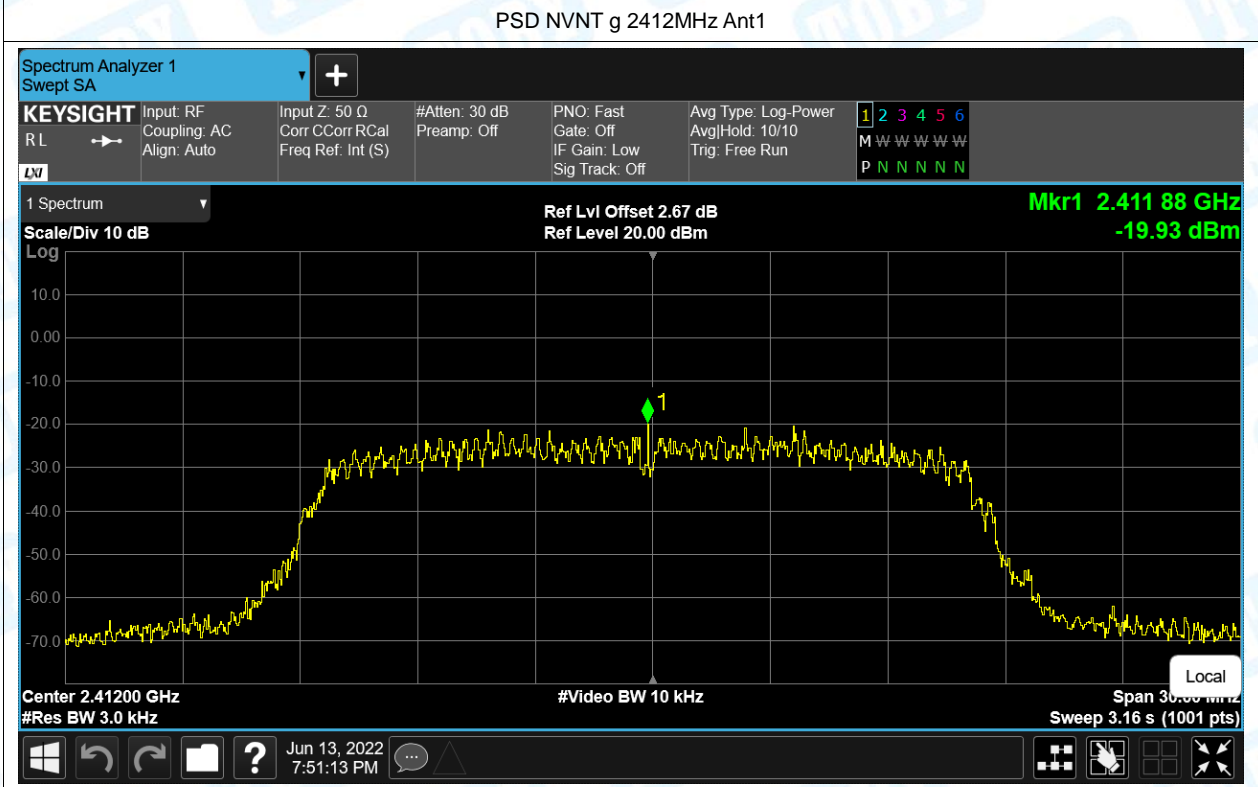 PSD NVNT g 2412MHz Ant1
Spectrum Analyzer 1
Swept SA
KEYSIGHT
R L
LXI
Input: RF
Coupling: AC
Align: Auto
Input Z: 50 Ω
Corr CCorr RCal
Freq Ref: Int (S)
#Atten: 30 dB
Preamp: Off
PNO: Fast
Gate: Off
IF Gain: Low
Sig Track: Off
Avg Type: Log-Power
Avg|Hold: 10/10
Trig: Free Run
1 2 3 4 5 6
M W W W W W
P N N N N N
1 Spectrum
Scale/Div 10 dB
Log
Ref Lvl Offset 2.67 dB
Ref Level 20.00 dBm
Mkr1 2.411 88 GHz
-19.93 dBm
10.0
0.00
-10.0
1
-20.0
-30.0
-40.0
-50.0
-60.0
-70.0
Local
Center 2.41200 GHz
#Video BW 10 kHz
Span 30.00 MHz
#Res BW 3.0 kHz
Sweep 3.16 s (1001 pts)
?
Jun 13, 2022
7:51:13 PM